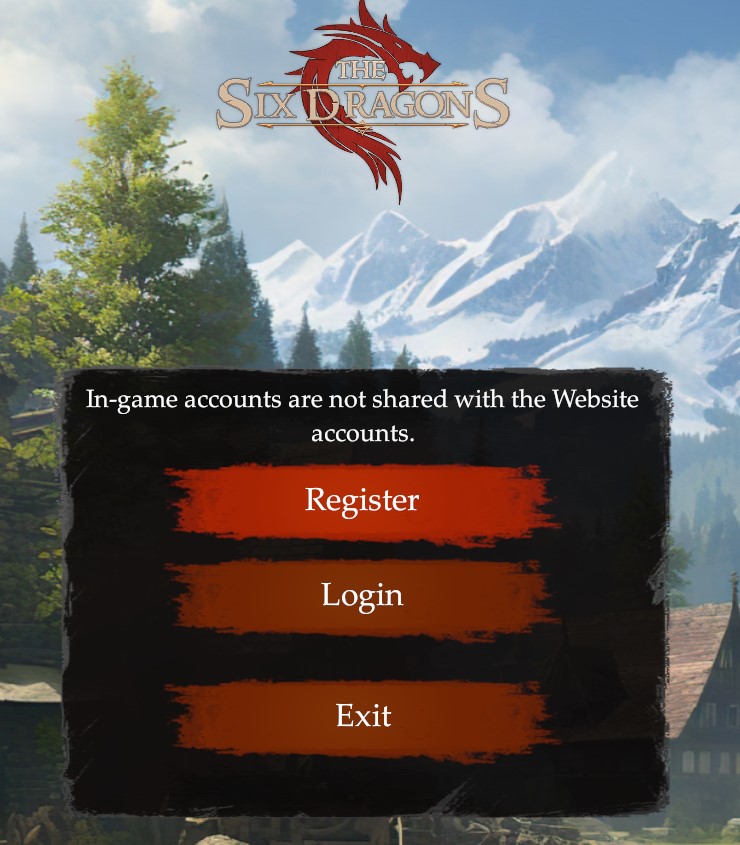 THE
SIX DRAGONS
In-game accounts are not shared with the Website
accounts.
Register
Login
Exit